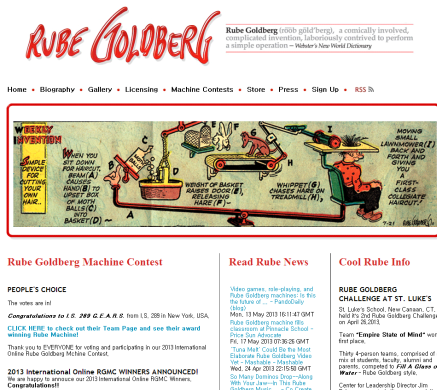 RUBE GOLDBERG
Rube Goldberg (rōōb gōld'bərg), a comically involved,
complicated invention, laboriously contrived to perform
a simple operation – Webster's New World Dictionary
Home • Biography • Gallery • Licensing • Machine Contests • Store • Press • Sign Up • RSS
WEEKLY
INVENTION
SIMPLE
DEVICE
FOR
CUTTING
YOUR
OWN
HAIR..
WHEN YOU
SIT DOWN
FOR HAIRCUT,
BEAM (A)
CAUSES
HAND (B) TO
UPSET BOX
OF MOTH
BALLS (C)
INTO
BASKET (D) ~
MOTH
BALLS
A
B
C
D
E
F
G
H
I
WEIGHT OF BASKET
RAISES DOOR (E)
RELEASING
HARE (F) ~
WHIPPET (G)
CHASES HARE ON
TREADMILL (H),
MOVING
SMALL
LAWNMOWER (I)
BACK AND
FORTH AND
GIVING
YOU
A
FIRST-
CLASS
COLLEGIATE
HAIRCUT!
7-21
Rube Goldberg Machine Contest
PEOPLE'S CHOICE
The votes are in!
Congratulations to I.S. 289 G.E.A.R.S. from I.S. 289 in New York, USA,
CLICK HERE to check out their Team Page and see their award
winning Rube Machine!
Thank you to EVERYONE for voting and participating in our 2013 International
Online Rube Goldberg Mchine Contest.
2013 International Online RGMC WINNERS ANNOUNCED!
We are happy to announce our 2013 International Online RGMC Winners,
Congratulations!!!
Read Rube News
Video games, role-playing, and
Rube Goldberg machines: Is this
the future of ... - PandoDaily
(blog)
Mon, 13 May 2013 16:11:47 GMT
Rube Goldberg machine fills
classroom at Pinnacle School -
Price Sun Advocate
Fri, 17 May 2013 07:36:26 GMT
"Tuna Melt" Could Be the Most
Elaborate Rube Goldberg Video
Yet - Mashable - Mashable
Wed, 24 Apr 2013 22:15:50 GMT
So Many Dominos Drop—Along
With Your Jaw—In This Rube
Goldberg Music ... - Co.Create
Cool Rube Info
RUBE GOLDBERG
CHALLENGE AT ST. LUKE'S
St. Luke's School, New Canaan, CT,
held it's 2nd Rube Goldberg Challenge
on April 26,2013,
Team "Empire State of Mind" won
first place,
Thirty 4-person teams, comprised of a
mix of students, faculty, alumni and
parents, competed to Fill A Glass of
Water - Rube Goldberg style,
Center for Leadership Director, Jim